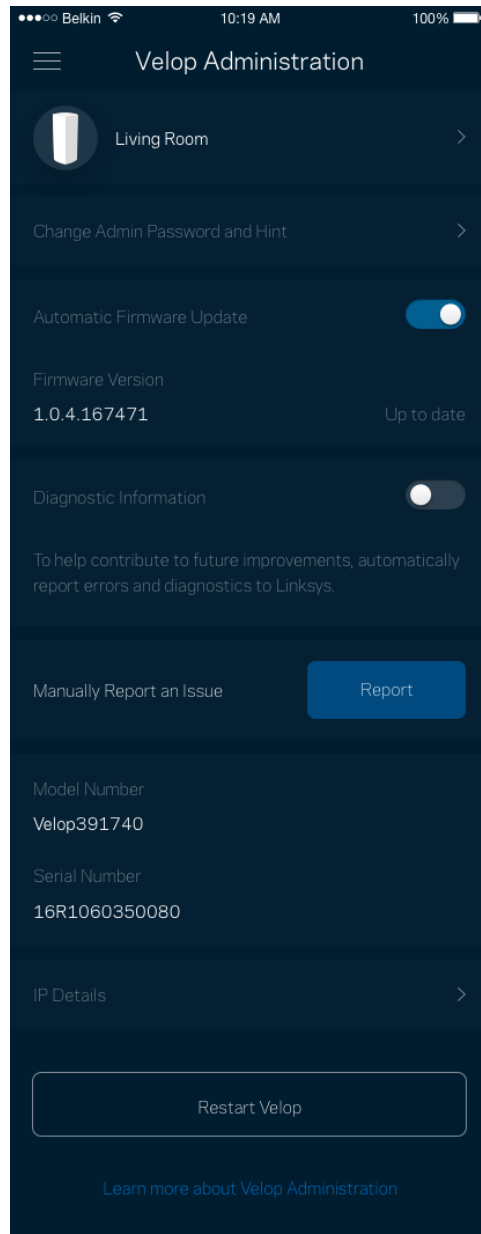 Belkin 10:19 AM 100%
Velop Administration
Living Room
Change Admin Password and Hint
Automatic Firmware Update
Firmware Version
1.0.4.167471 Up to date
Diagnostic Information
To help contribute to future improvements, automatically
report errors and diagnostics to Linksys.
Manually Report an Issue Report
Model Number
Velop391740
Serial Number
16R1060350080
IP Details
Restart Velop
Learn more about Velop Administration